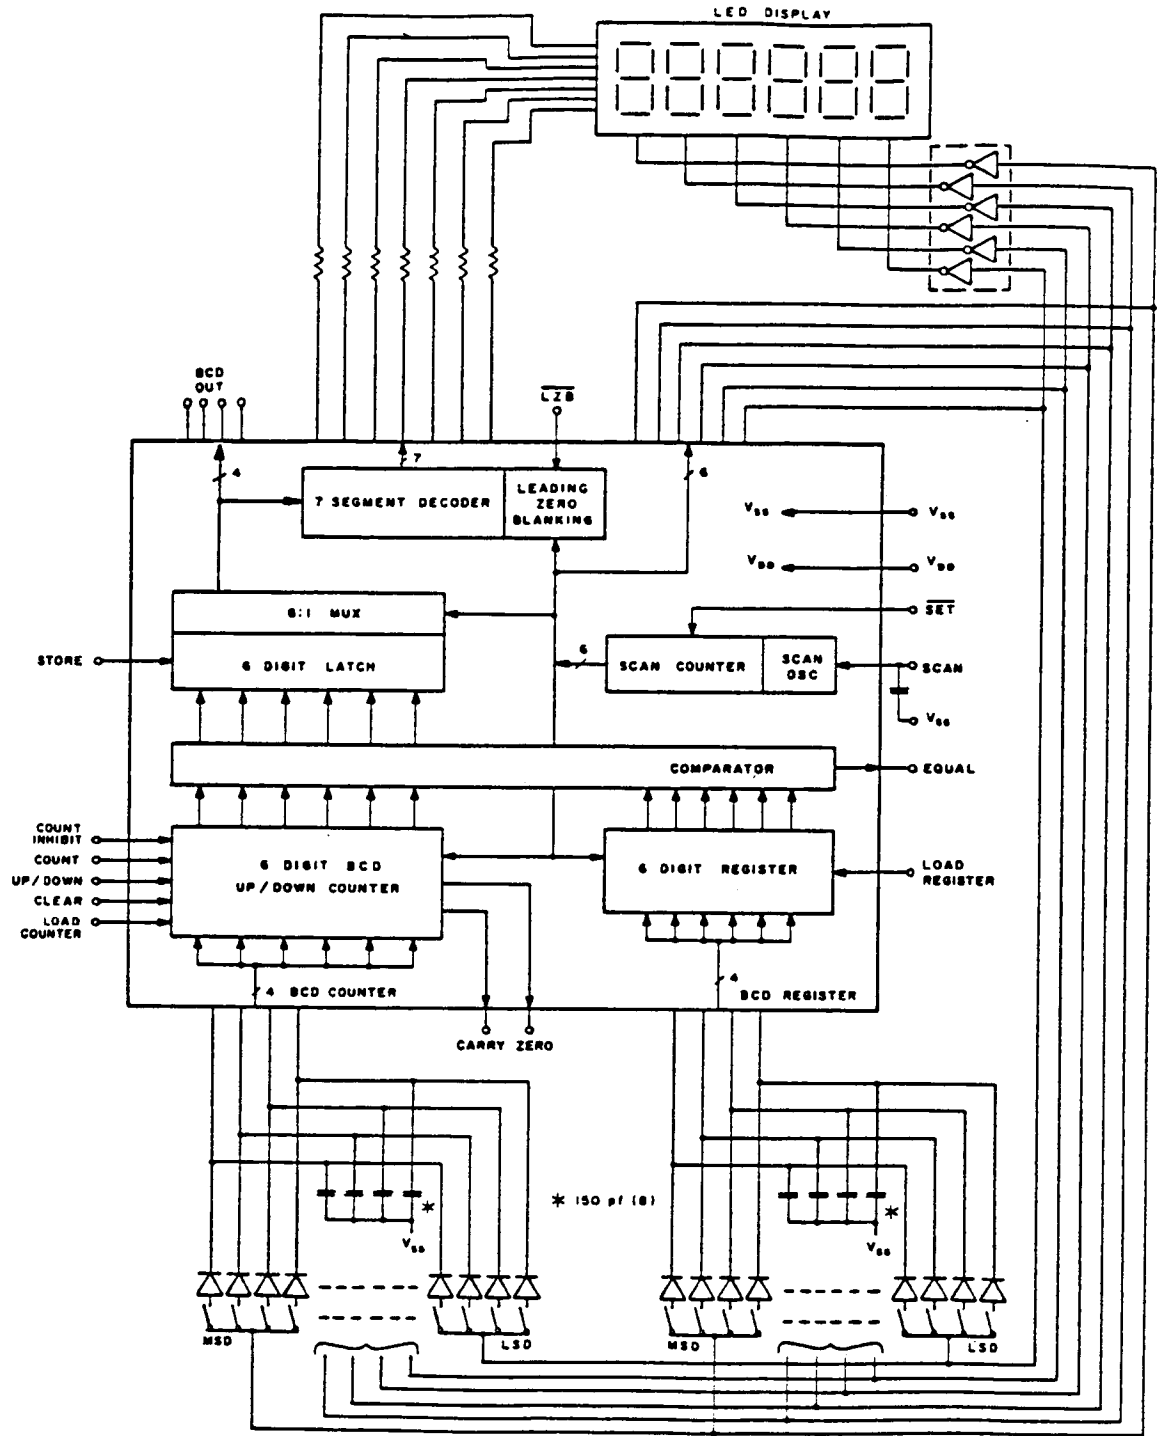 LED DISPLAY
BCD
OUT
LZB
7
4
6
7 SEGMENT DECODER
LEADING
ZERO
BLANKING
VSS
VSS
VDD
VDD
SET
6:1 MUX
6 DIGIT LATCH
STORE
6
SCAN COUNTER
SCAN
OSC
SCAN
VSS
COMPARATOR
EQUAL
COUNT
INHIBIT
COUNT
UP/DOWN
CLEAR
LOAD
COUNTER
6 DIGIT BCD
UP/DOWN COUNTER
6 DIGIT REGISTER
LOAD
REGISTER
4 BCD COUNTER
4
BCD REGISTER
CARRY ZERO
* 150 pf (8)
*
*
VSS
VSS
MSD
LSD
MSD
LSD